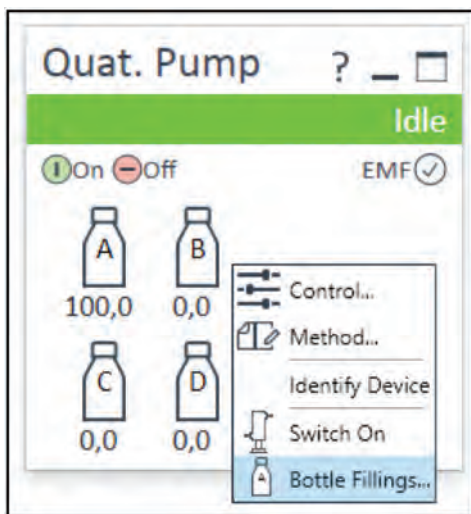 Quat. Pump ?
Idle
On Off EMF
A B
100,0 0,0
Control...
Method...
C D
Identify Device
0,0 0,0
Switch On
A Bottle Fillings...